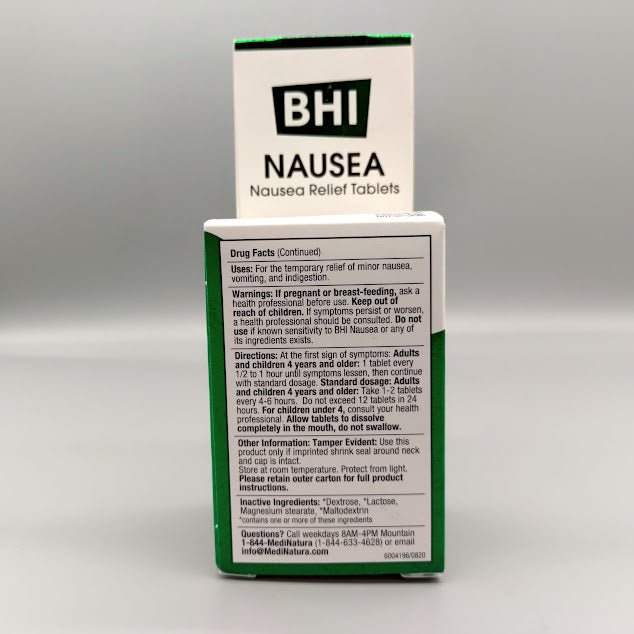 BHI
NAUSEA
Nausea Relief Tablets
Drug Facts (Continued)
Uses: For the temporary relief of minor nausea,
vomiting, and indigestion.
Warnings: If pregnant or breast-feeding, ask a
health professional before use. Keep out of
reach of children. If symptoms persist or worsen,
a health professional should be consulted. Do not
use if known sensitivity to BHI Nausea or any of
its ingredients exists.
Directions: At the first sign of symptoms: Adults
and children 4 years and older: 1 tablet every
1/2 to 1 hour until symptoms lessen, then continue
with standard dosage. Standard dosage: Adults
and children 4 years and older: Take 1-2 tablets
every 4-6 hours. Do not exceed 12 tablets in 24
hours. For children under 4, consult your health
professional. Allow tablets to dissolve
completely in the mouth, do not swallow.
Other Information: Tamper Evident: Use this
product only if imprinted shrink seal around neck
and cap is intact.
Store at room temperature. Protect from light.
Please retain outer carton for full product
instructions.
Inactive Ingredients: *Dextrose, *Lactose,
Magnesium stearate, *Maltodextrin
*contains one or more of these ingredients
Questions? Call weekdays 8AM-4PM Mountain
1-844-MediNatura (1-844-633-4628) or email
info@MediNatura.com
6004196/0820